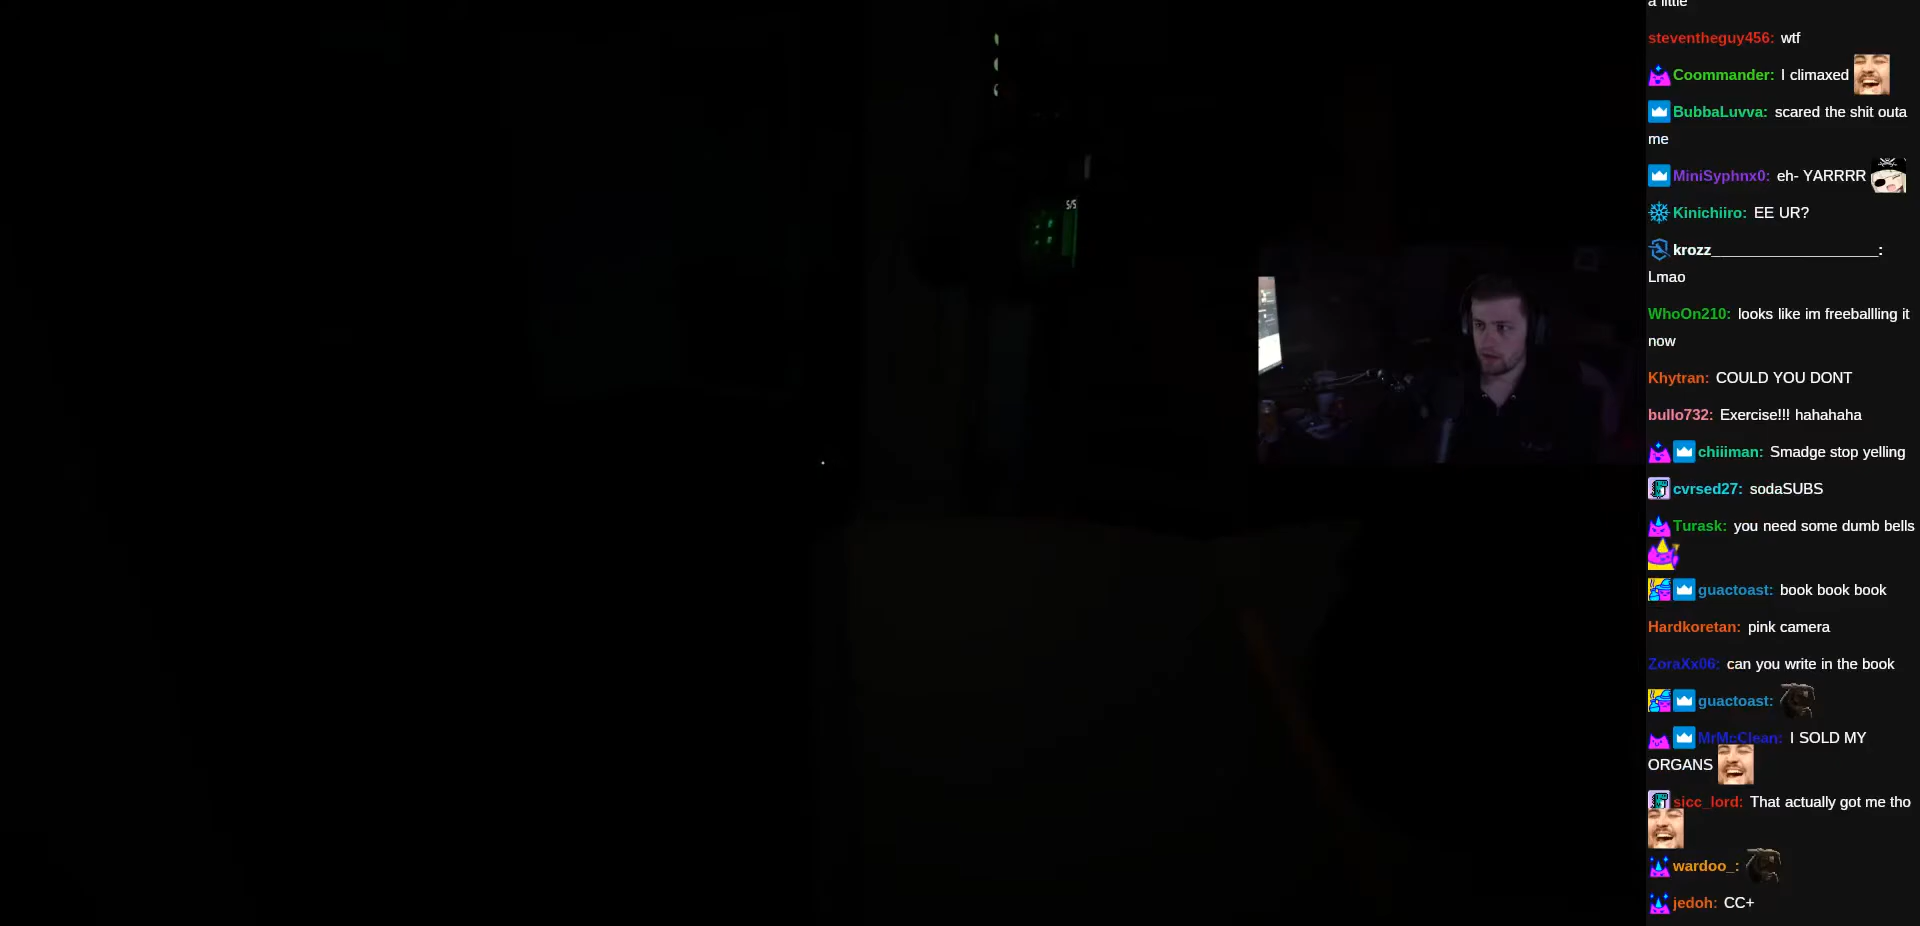 a little
steventheguy456: wtf
Coommander: I climaxed
BubbaLuvva: scared the shit outa
me
MiniSyphnx0: eh- YARRRR
5/5
Kinichiiro: EE UR?
krozz____________________:
Lmao
WhoOn210: looks like im freeballling it
now
Khytran: COULD YOU DONT
bullo732: Exercise!!! hahahaha
chiiiman: Smadge stop yelling
cvrsed27: sodaSUBS
Turask: you need some dumb bells
guactoast: book book book
Hardkoretan: pink camera
ZoraXx06: can you write in the book
guactoast:
MrMcClean: I SOLD MY
ORGANS
sicc_lord: That actually got me tho
wardoo_:
jedoh: CC+